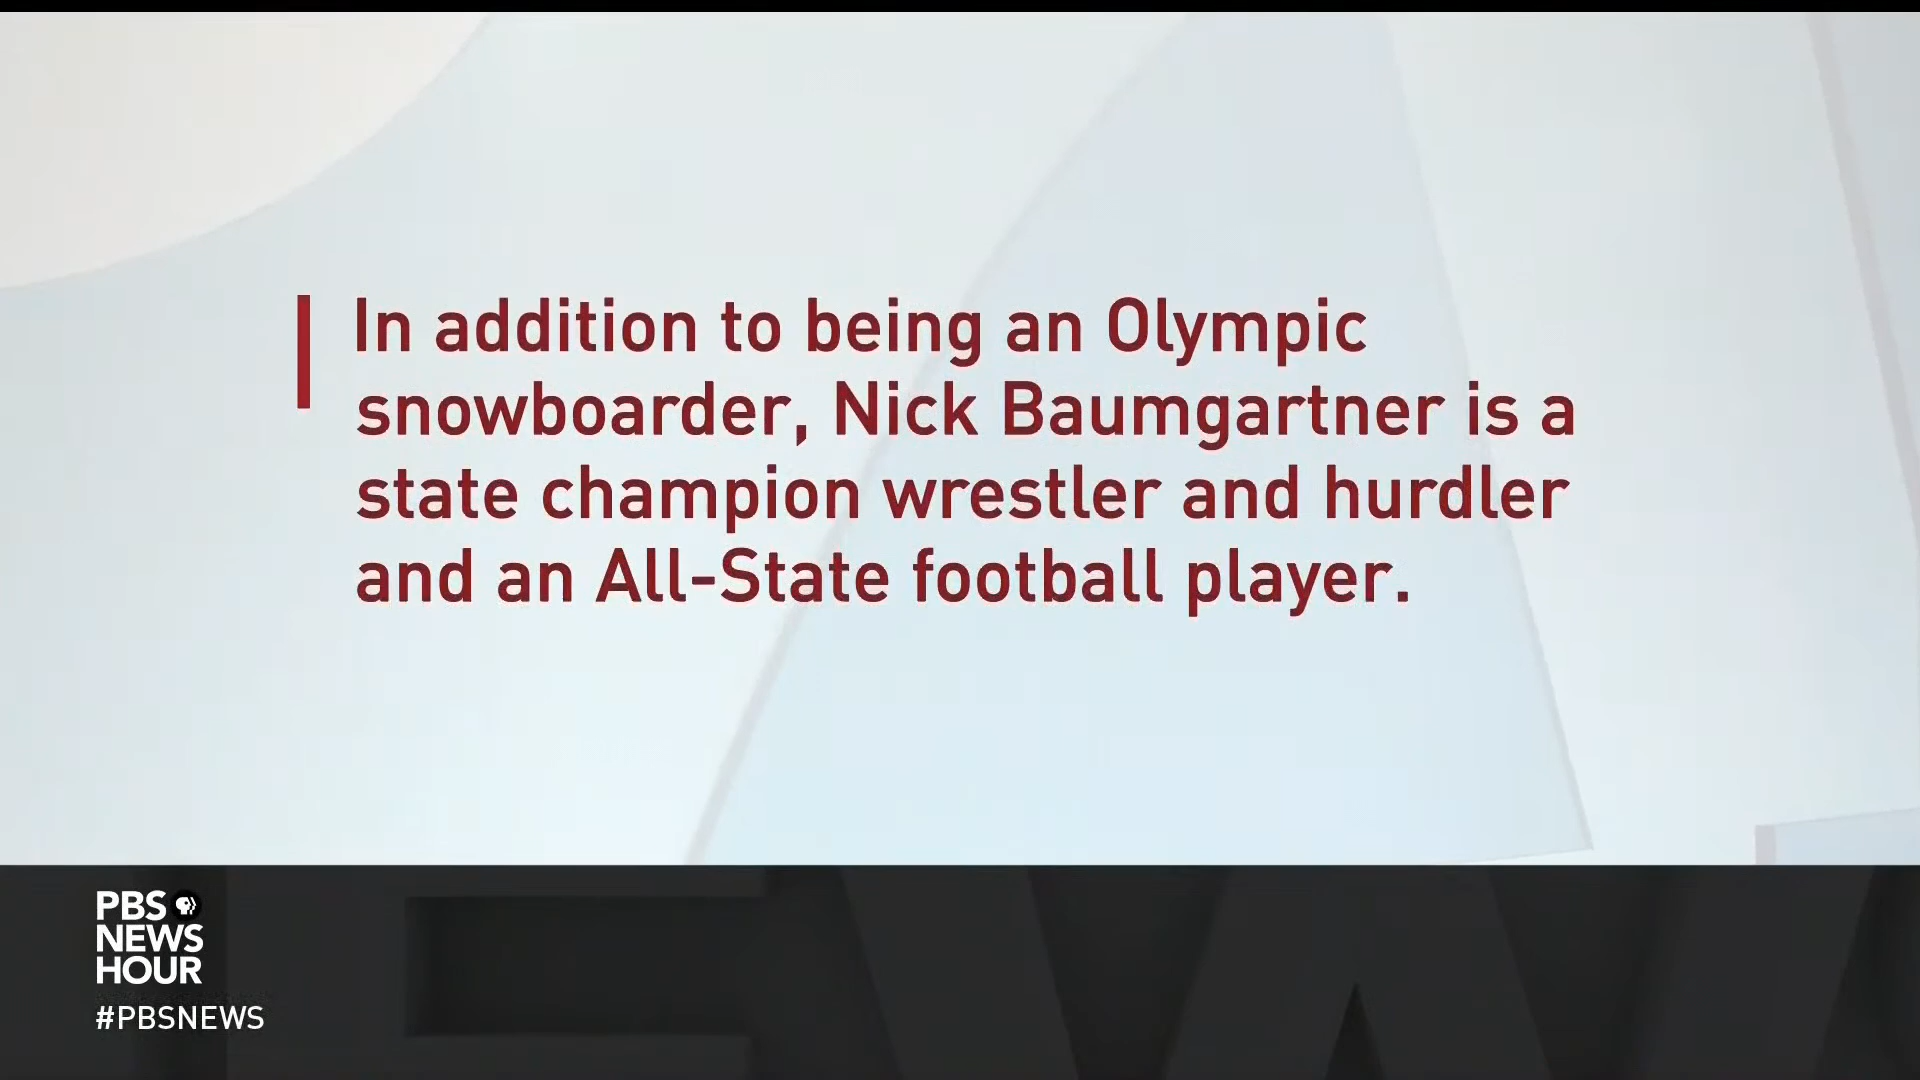 In addition to being an Olympic
snowboarder, Nick Baumgartner is a
state champion wrestler and hurdler
and an All-State football player.
PBS
NEWS
HOUR
#PBSNEWS